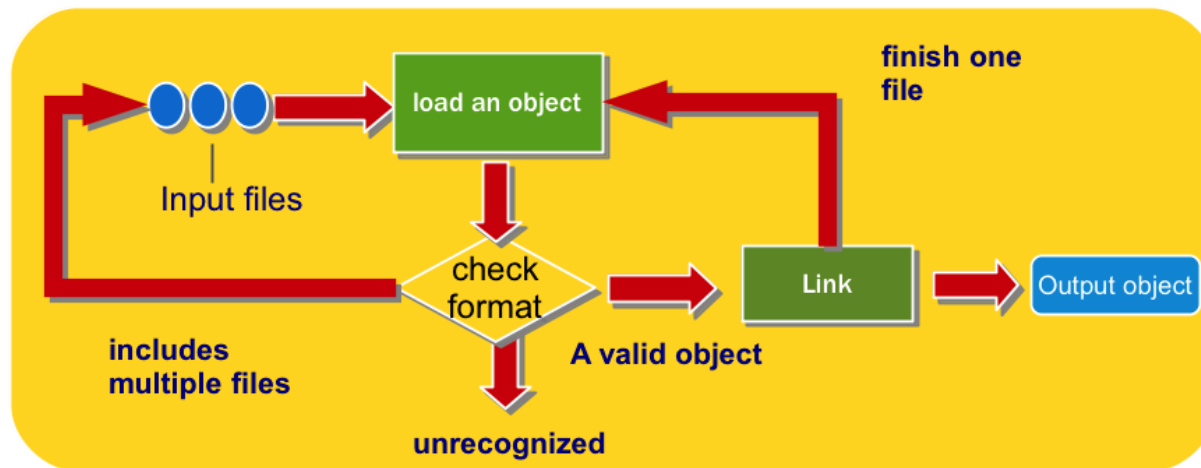 finish one
file
load an object
Input files
check
format
Link
Output object
includes
multiple files
A valid object
unrecognized